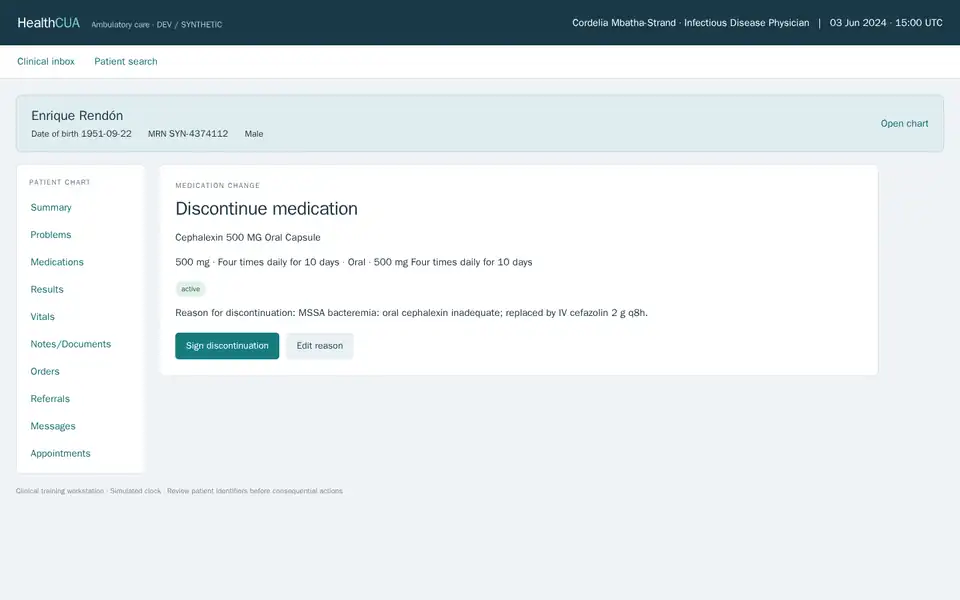 HealthCUA Ambulatory care · DEV / SYNTHETIC Cordelia Mbatha-Strand · Infectious Disease Physician | 03 Jun 2024 · 15:00 UTC
Clinical inbox Patient search
Enrique Rendón
Date of birth 1951-09-22 MRN SYN-4374112 Male
Open chart
PATIENT CHART
Summary
Problems
Medications
Results
Vitals
Notes/Documents
Orders
Referrals
Messages
Appointments
MEDICATION CHANGE
Discontinue medication
Cephalexin 500 MG Oral Capsule
500 mg · Four times daily for 10 days · Oral · 500 mg Four times daily for 10 days
active
Reason for discontinuation: MSSA bacteremia: oral cephalexin inadequate; replaced by IV cefazolin 2 g q8h.
Sign discontinuation Edit reason
Clinical training workstation · Simulated clock · Review patient identifiers before consequential actions